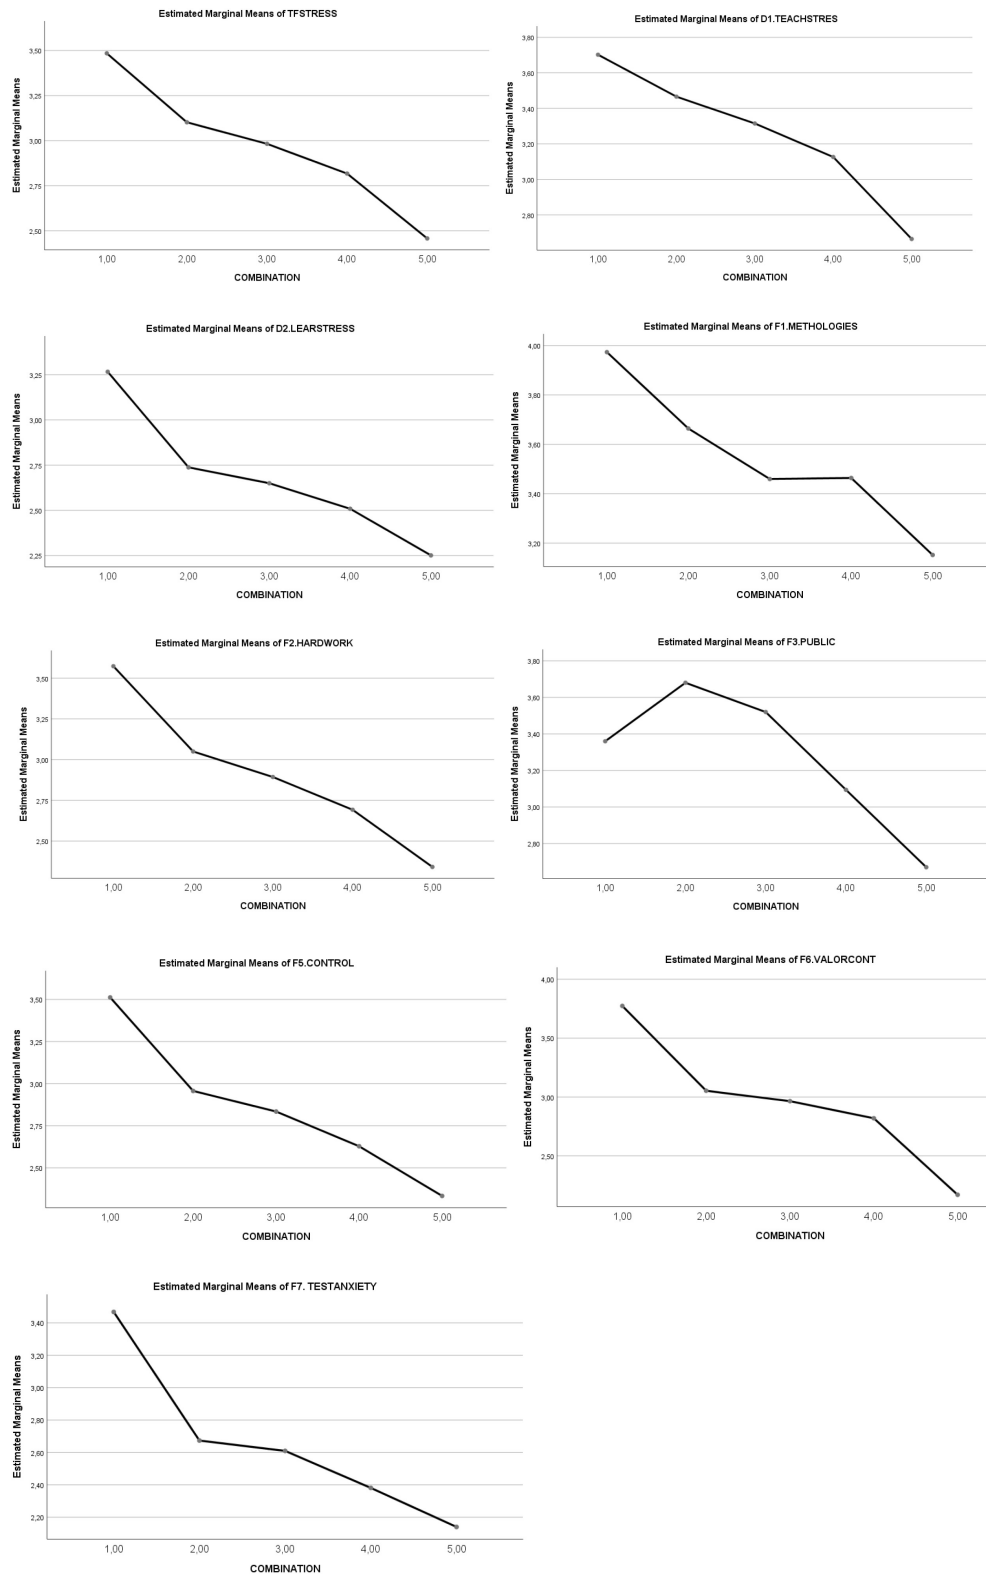 Estimated Marginal Means of TFSTRESS
Estimated Marginal Means
3,50
3,25
3,00
2,75
2,50
1,00 2,00 3,00 4,00 5,00
COMBINATION
Estimated Marginal Means of D1.TEACHSTRES
Estimated Marginal Means
3,80
3,60
3,40
3,20
3,00
2,80
1,00 2,00 3,00 4,00 5,00
COMBINATION
Estimated Marginal Means of D2.LEARSTRESS
Estimated Marginal Means
3,25
3,00
2,75
2,50
2,25
1,00 2,00 3,00 4,00 5,00
COMBINATION
Estimated Marginal Means of F1.METHOLOGIES
Estimated Marginal Means
4,00
3,80
3,60
3,40
3,20
1,00 2,00 3,00 4,00 5,00
COMBINATION
Estimated Marginal Means of F2.HARDWORK
Estimated Marginal Means
3,50
3,25
3,00
2,75
2,50
1,00 2,00 3,00 4,00 5,00
COMBINATION
Estimated Marginal Means of F3.PUBLIC
Estimated Marginal Means
3,80
3,60
3,40
3,20
3,00
2,80
1,00 2,00 3,00 4,00 5,00
COMBINATION
Estimated Marginal Means of F5.CONTROL
Estimated Marginal Means
3,50
3,25
3,00
2,75
2,50
1,00 2,00 3,00 4,00 5,00
COMBINATION
Estimated Marginal Means of F6.VALORCONT
Estimated Marginal Means
4,00
3,50
3,00
2,50
1,00 2,00 3,00 4,00 5,00
COMBINATION
Estimated Marginal Means of F7. TESTANXIETY
Estimated Marginal Means
3,40
3,20
3,00
2,80
2,60
2,40
2,20
1,00 2,00 3,00 4,00 5,00
COMBINATION